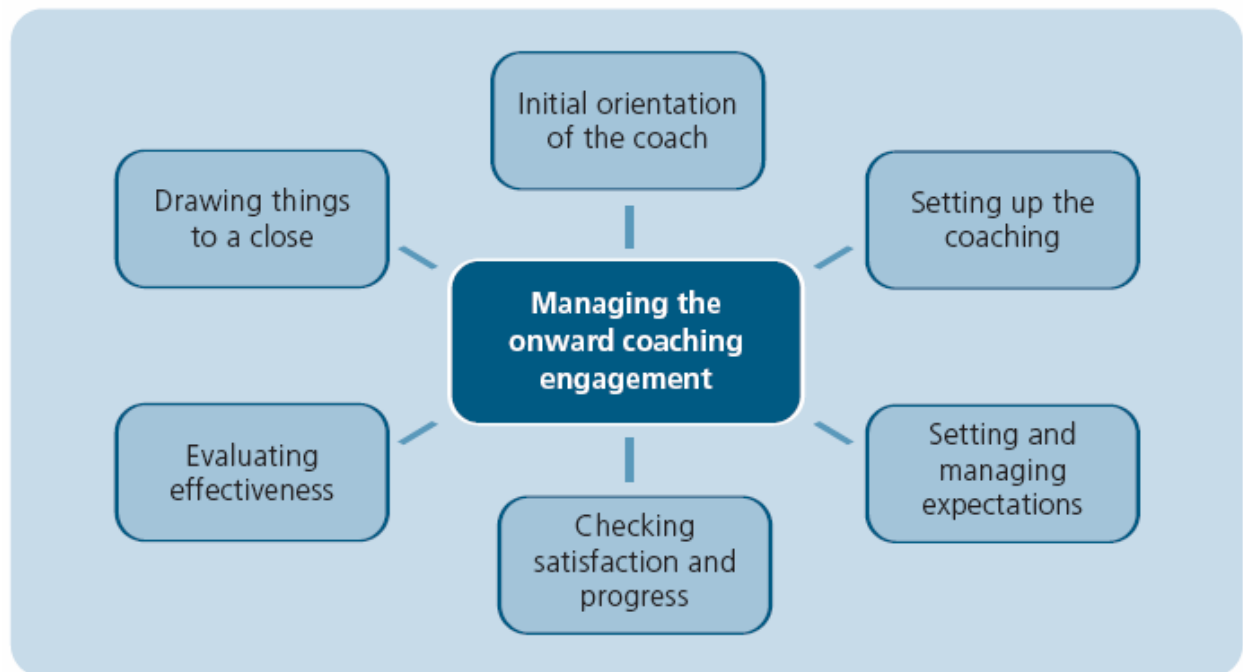 Initial orientation
of the coach
Setting up the
coaching
Setting and
managing
expectations
Checking
satisfaction and
progress
Evaluating
effectiveness
Drawing things
to a close
Managing the
onward coaching
engagement